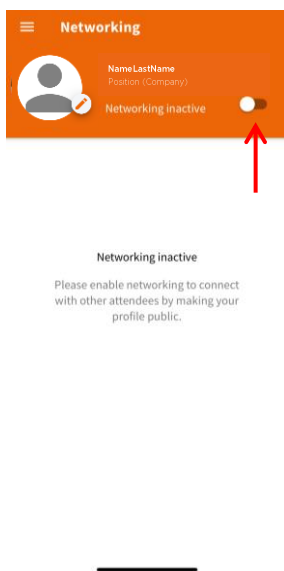 Networking
NameLastName
Position (Company)
Networking inactive
Networking inactive
Please enable networking to connect
with other attendees by making your
profile public.